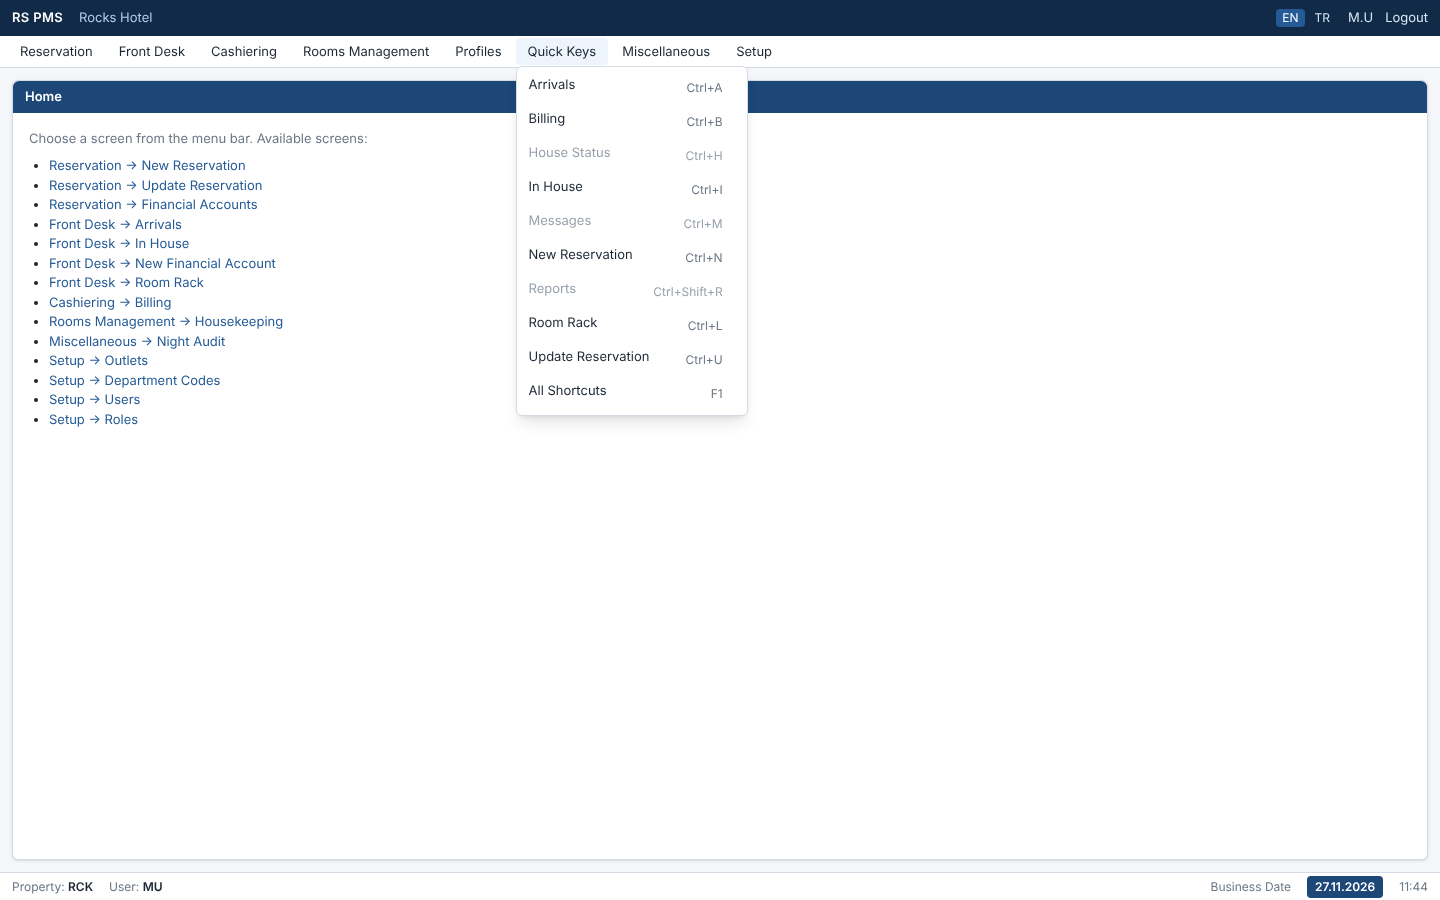 RS PMS Rocks Hotel EN TR M.U Logout
Reservation Front Desk Cashiering Rooms Management Profiles Quick Keys Miscellaneous Setup
Home
Choose a screen from the menu bar. Available screens:
Reservation → New Reservation
Reservation → Update Reservation
Reservation → Financial Accounts
Front Desk → Arrivals
Front Desk → In House
Front Desk → New Financial Account
Front Desk → Room Rack
Cashiering → Billing
Rooms Management → Housekeeping
Miscellaneous → Night Audit
Setup → Outlets
Setup → Department Codes
Setup → Users
Setup → Roles
Arrivals Ctrl+A
Billing Ctrl+B
House Status Ctrl+H
In House Ctrl+I
Messages Ctrl+M
New Reservation Ctrl+N
Reports Ctrl+Shift+R
Room Rack Ctrl+L
Update Reservation Ctrl+U
All Shortcuts F1
Property: RCK User: MU Business Date 27.11.2026 11:44